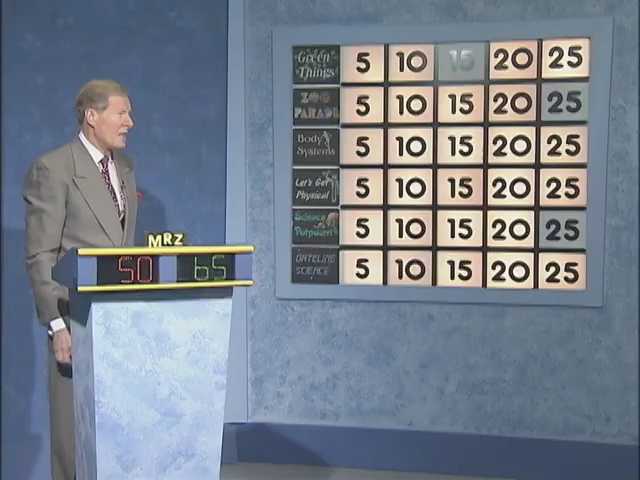 Green Things 5 10 15 20 25
ZOO PARADE 5 10 15 20 25
Body Systems 5 10 15 20 25
Let's Get Physical 5 10 15 20 25
Science Potpourri 5 10 15 20 25
DATELINE SCIENCE 5 10 15 20 25
MRZ
50 65